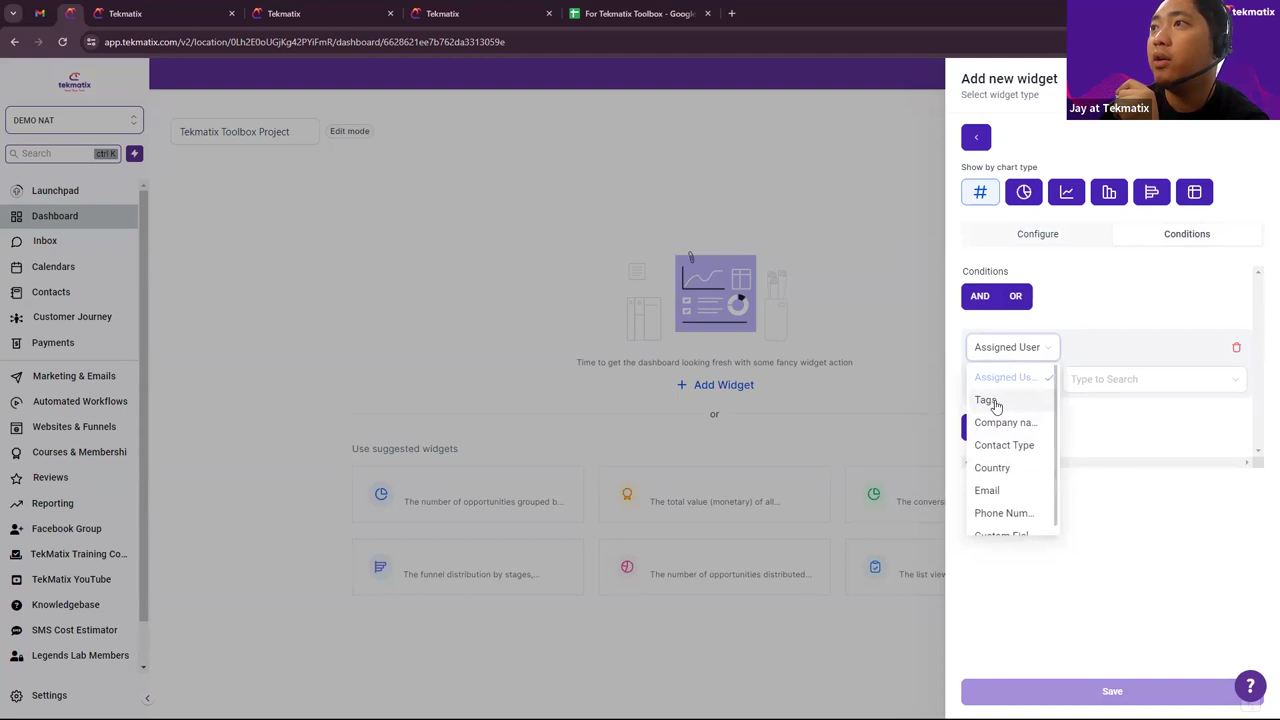 Tekmatix
Tekmatix
Tekmatix
For Tekmatix Toolbox - Google
app.tekmatix.com/v2/location/0Lh2E0oUGjKg42PYiFmR/dashboard/6628621ee7b762da3313059e
tekmatix
Jay at Tekmatix
tekmatix
DEMO NAT
Search
ctrl K
Launchpad
Dashboard
Inbox
Calendars
Contacts
Customer Journey
Payments
Marketing & Emails
Automated Workflows
Websites & Funnels
Courses & Membershi
Reviews
Reporting
Facebook Group
TekMatix Training Co...
TekMatix YouTube
Knowledgebase
SMS Cost Estimator
Legends Lab Members
Settings
Tekmatix Toolbox Project
Edit mode
Time to get the dashboard looking fresh with some fancy widget action
+ Add Widget
or
Use suggested widgets
The number of opportunities grouped b...
The total value (monetary) of all...
The convers
The funnel distribution by stages,...
The number of opportunities distributed...
The list view
Add new widget
Select widget type
Show by chart type
Configure
Conditions
Conditions
AND
OR
Assigned User
Assigned Us...
Type to Search
Tags
Company na...
Contact Type
Country
Email
Phone Num...
Save
?